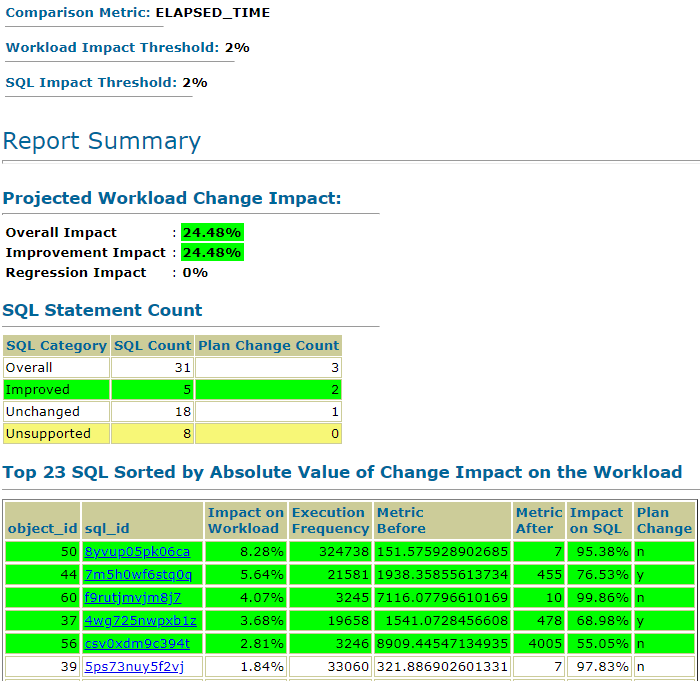 Comparison Metric: ELAPSED_TIME
Workload Impact Threshold: 2%
SQL Impact Threshold: 2%
Report Summary
Projected Workload Change Impact:
Overall Impact : 24.48%
Improvement Impact : 24.48%
Regression Impact : 0%
SQL Statement Count
SQL Category SQL Count Plan Change Count
Overall 31 3
Improved 5 2
Unchanged 18 1
Unsupported 8 0
Top 23 SQL Sorted by Absolute Value of Change Impact on the Workload
object_id sql_id Impact on Workload Execution Frequency Metric Before Metric After Impact on SQL Plan Change
50 8yvup05pk06ca 8.28% 324738 151.575928902685 7 95.38% n
44 7m5h0wf6stq0q 5.64% 21581 1938.35855613734 455 76.53% y
60 f9rutjmvjm8j7 4.07% 3245 7116.07796610169 10 99.86% n
37 4wg725nwpxb1z 3.68% 19658 1541.0728456608 478 68.98% y
56 csv0xdm9c394t 2.81% 3246 8909.44547134935 4005 55.05% n
39 5ps73nuy5f2vj 1.84% 33060 321.886902601331 7 97.83% n